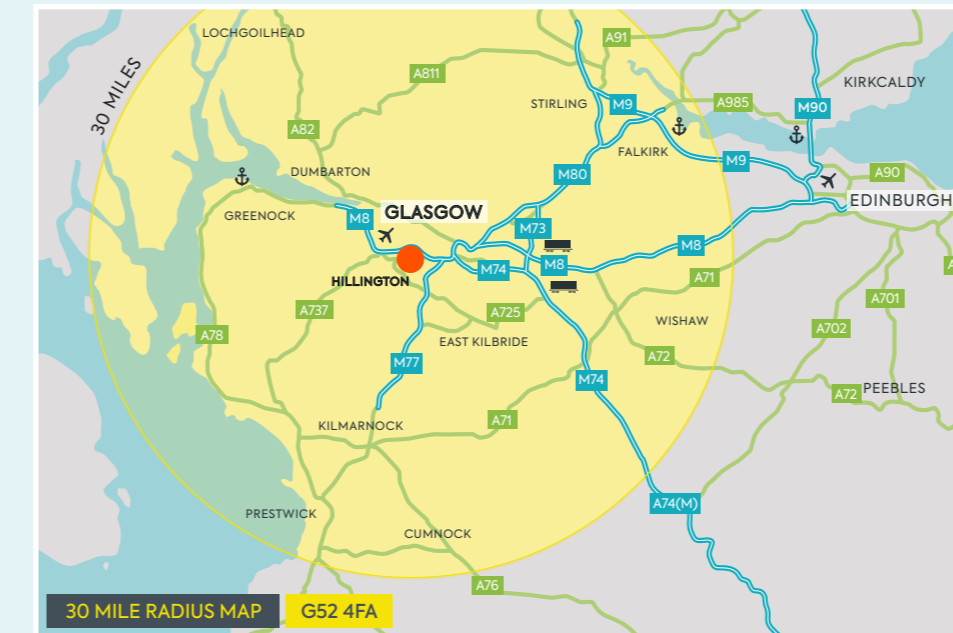 LOCHGOILHEAD
A91
30 MILES
A811
KIRKCALDY
STIRLING
M9
A985
M90
A82
FALKIRK
M9
DUMBARTON
M80
A90
GREENOCK
M8
GLASGOW
EDINBURGH
M73
M8
M74
M8
A71
HILLINGTON
A737
A725
A701
WISHAW
A702
A78
EAST KILBRIDE
A72
M77
M74
A72
PEEBLES
A71
KILMARNOCK
A74(M)
PRESTWICK
CUMNOCK
A76
30 MILE RADIUS MAP
G52 4FA